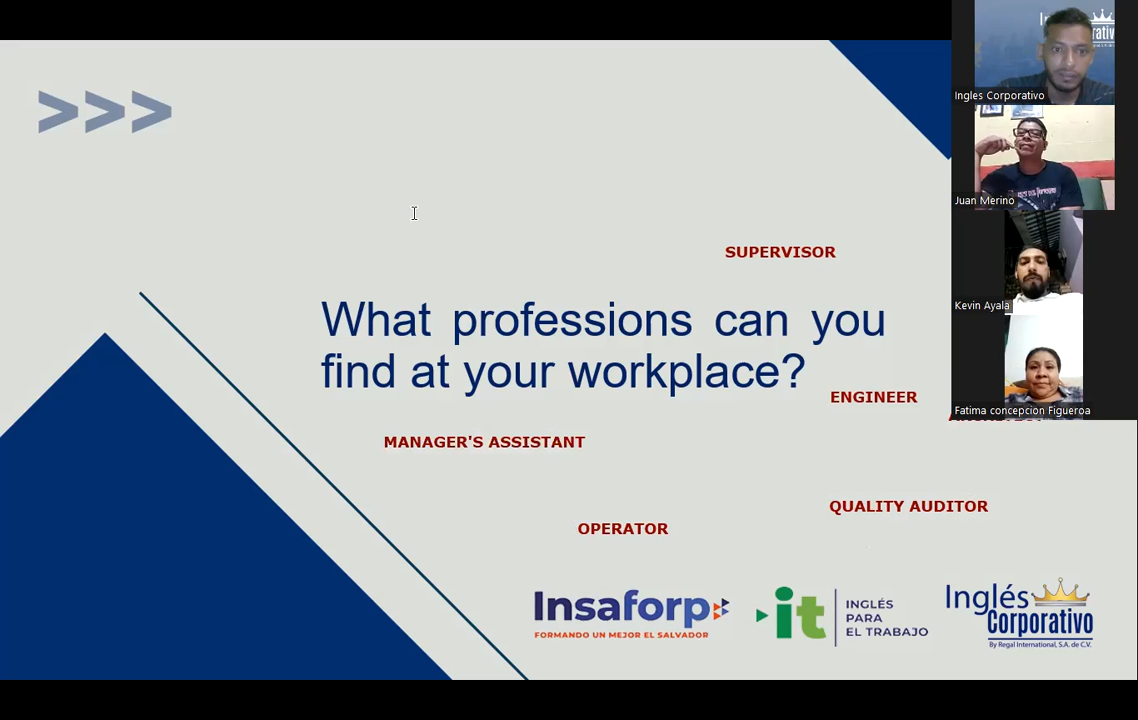 >>>
Ingles Corporativo
Juan Merino
SUPERVISOR
Kevin Ayala
What professions can you
find at your workplace?
ENGINEER
Fatima concepcion Figueroa
MANAGER'S ASSISTANT
QUALITY AUDITOR
OPERATOR
Insaforp
FORMANDO UN MEJOR EL SALVADOR
it
INGLÉS
PARA
EL TRABAJO
Inglés
Corporativo
By Regal International, S.A. de C.V.